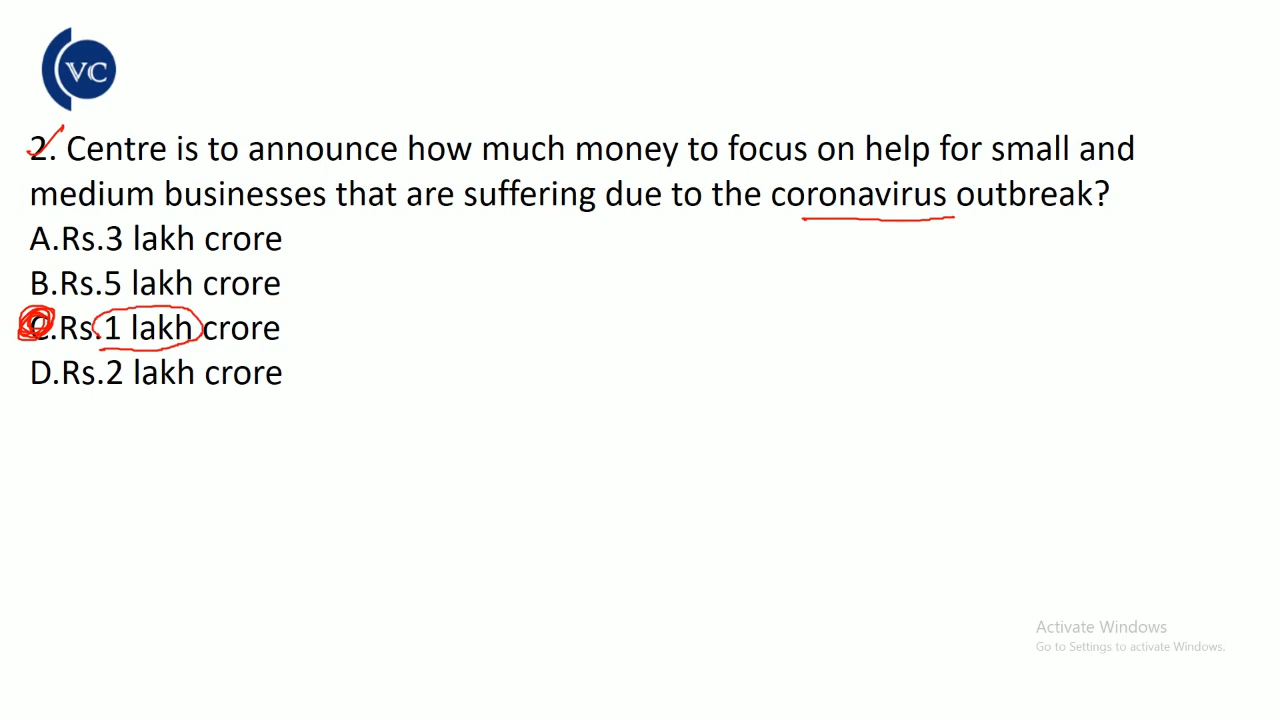 VC
2. Centre is to announce how much money to focus on help for small and
medium businesses that are suffering due to the coronavirus outbreak?
A.Rs.3 lakh crore
B.Rs.5 lakh crore
C.Rs.1 lakh crore
D.Rs.2 lakh crore
Activate Windows
Go to Settings to activate Windows.